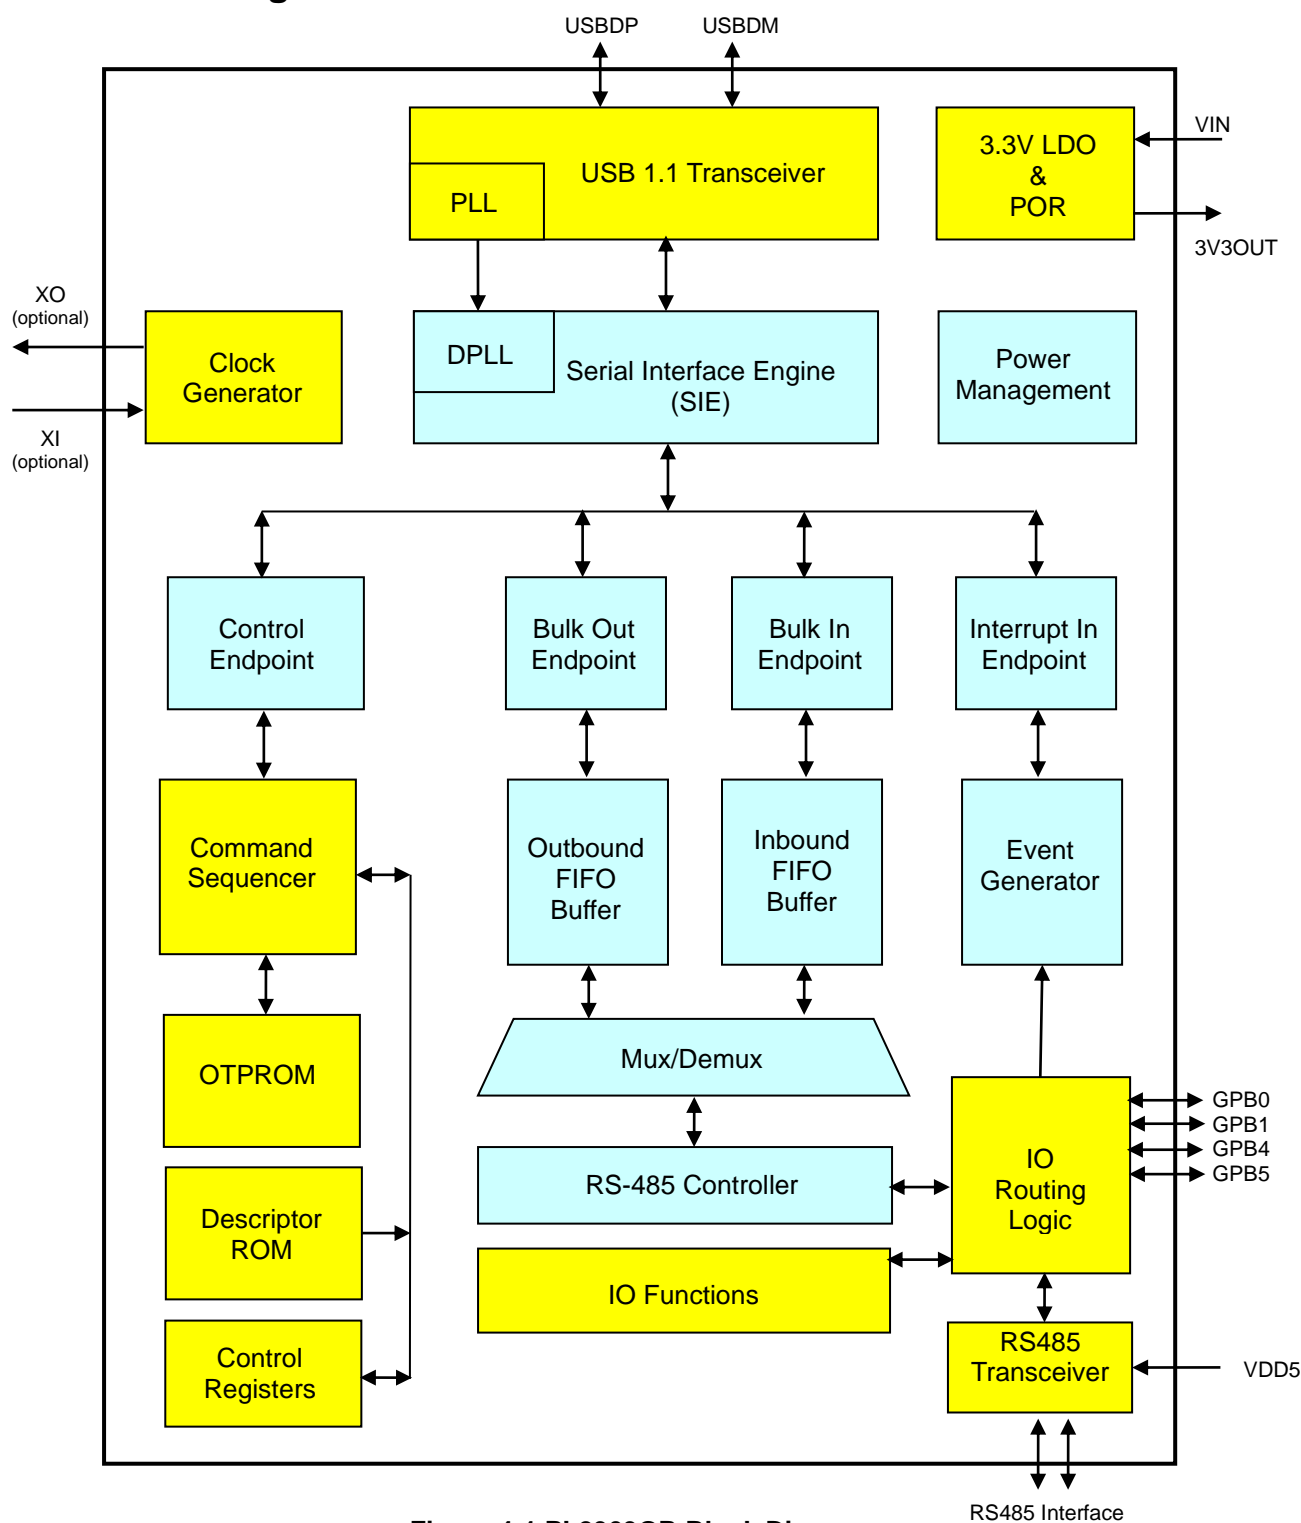 USBDP USBDM
USB 1.1 Transceiver
PLL
3.3V LDO
&
POR
VIN
3V3OUT
XO
(optional)
XI
(optional)
Clock
Generator
DPLL
Serial Interface Engine
(SIE)
Power
Management
Control
Endpoint
Bulk Out
Endpoint
Bulk In
Endpoint
Interrupt In
Endpoint
Command
Sequencer
Outbound
FIFO
Buffer
Inbound
FIFO
Buffer
Event
Generator
OTPROM
Mux/Demux
GPB0
GPB1
GPB4
GPB5
IO
Routing
Logic
RS-485 Controller
Descriptor
ROM
IO Functions
Control
Registers
RS485
Transceiver
VDD5
RS485 Interface